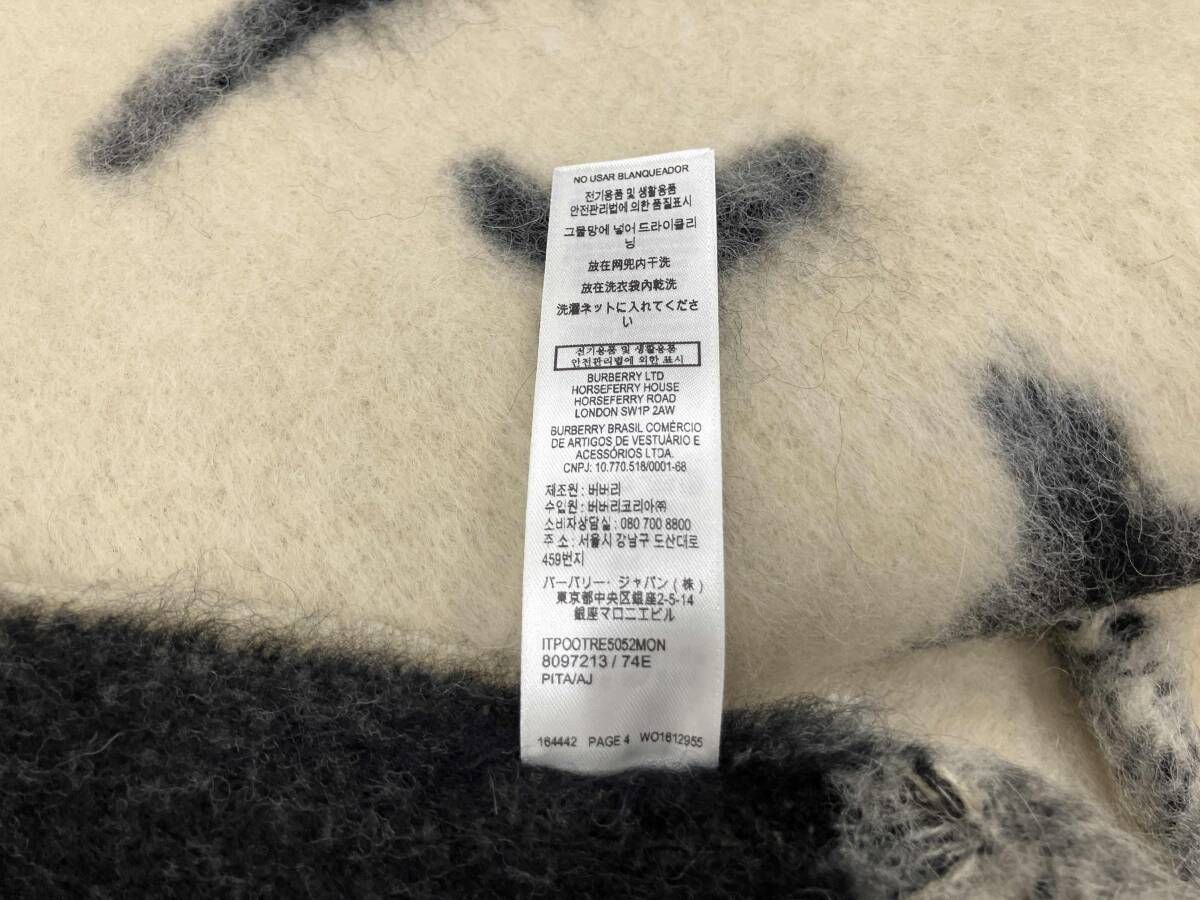 NO USAR BLANQUEADOR
전기용품 및 생활용품
안전관리법에 의한 품질표시
그물망에 넣어 드라이클리
닝
放在网兜内干洗
放在洗衣袋內乾洗
洗濯ネットに入れてくださ
い
전기용품 및 생활용품
안전관리법에 의한 표시
BURBERRY LTD
HORSEFERRY HOUSE
HORSEFERRY ROAD
LONDON SW1P 2AW
BURBERRY BRASIL COMÉRCIO
DE ARTIGOS DE VESTUÁRIO E
ACESSÓRIOS LTDA.
CNPJ: 10.770.518/0001-68
제조원 : 버버리
수입원 : 버버리코리아㈜
소비자상담실 : 080 700 8800
주 소 : 서울시 강남구 도산대로
459번지
バーバリー・ジャパン(株)
東京都中央区銀座2-5-14
銀座マロニエビル
ITPOOTRE5052MON
8097213 / 74E
PITA/AJ
164442 PAGE 4 WO1612955